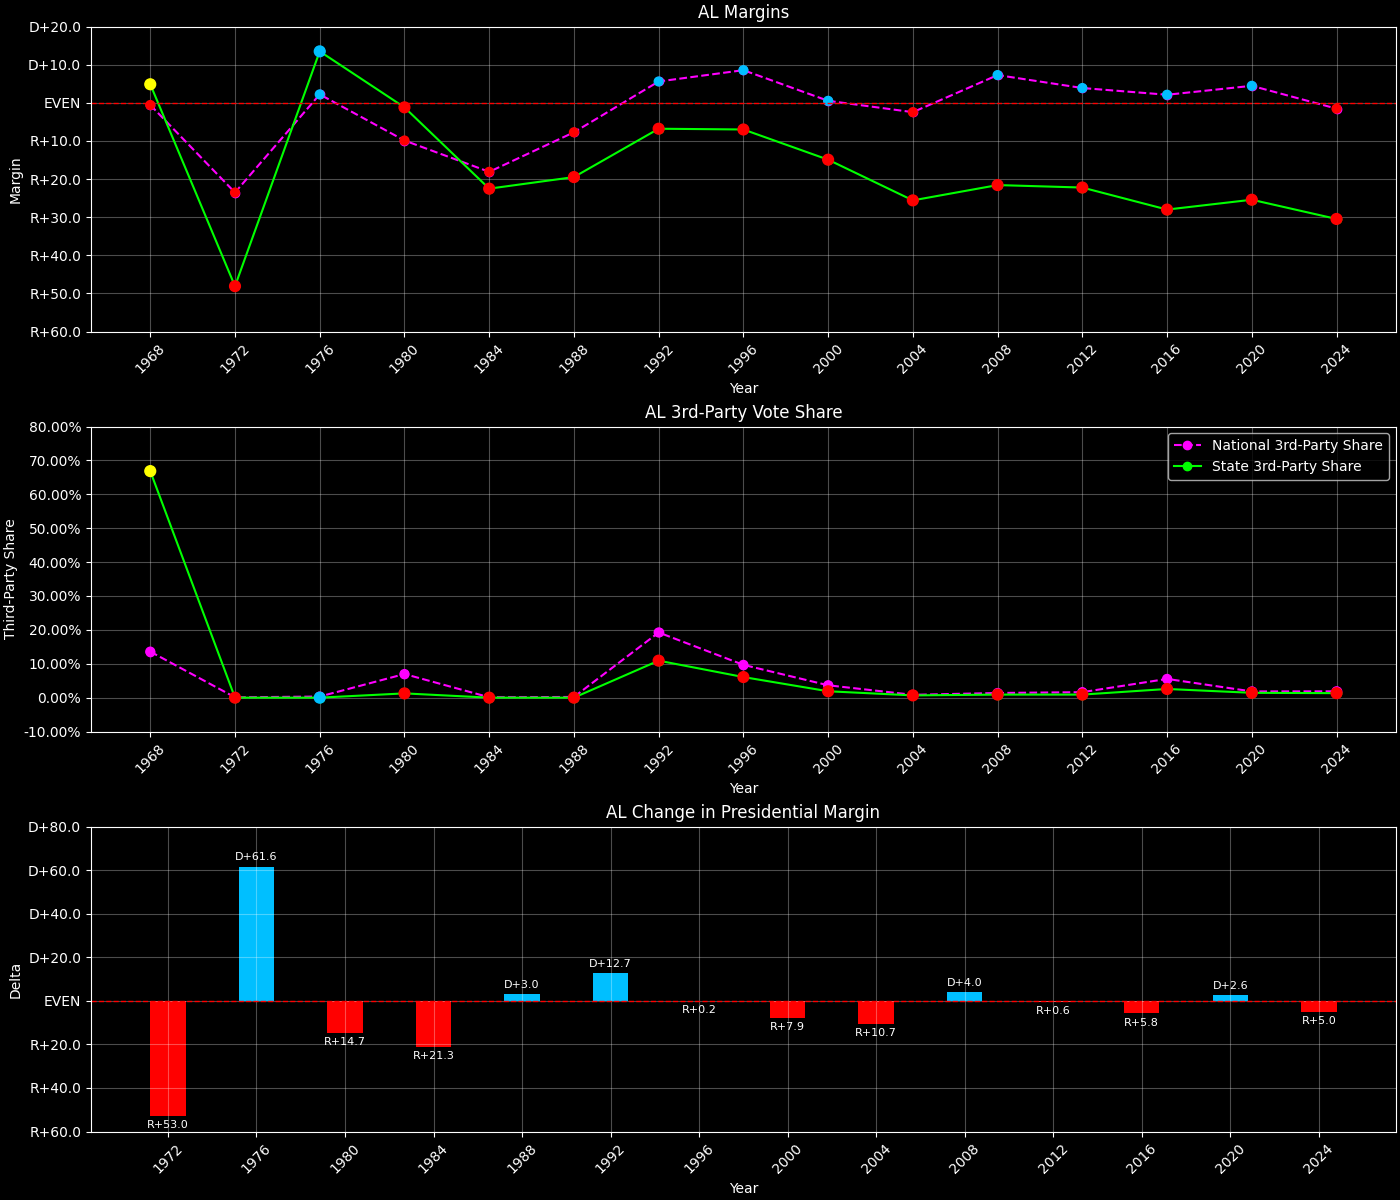 AL Margins
D+20.0
D+10.0
EVEN
R+10.0
R+20.0
R+30.0
R+40.0
R+50.0
R+60.0
Margin
1968
1972
1976
1980
1984
1988
1992
1996
2000
2004
2008
2012
2016
2020
2024
Year
AL 3rd-Party Vote Share
80.00%
70.00%
60.00%
50.00%
40.00%
30.00%
20.00%
10.00%
0.00%
-10.00%
Third-Party Share
National 3rd-Party Share
State 3rd-Party Share
1968
1972
1976
1980
1984
1988
1992
1996
2000
2004
2008
2012
2016
2020
2024
Year
AL Change in Presidential Margin
D+80.0
D+60.0
D+40.0
D+20.0
EVEN
R+20.0
R+40.0
R+60.0
Delta
R+53.0
D+61.6
R+14.7
R+21.3
D+3.0
D+12.7
R+0.2
R+7.9
R+10.7
D+4.0
R+0.6
R+5.8
D+2.6
R+5.0
1972
1976
1980
1984
1988
1992
1996
2000
2004
2008
2012
2016
2020
2024
Year